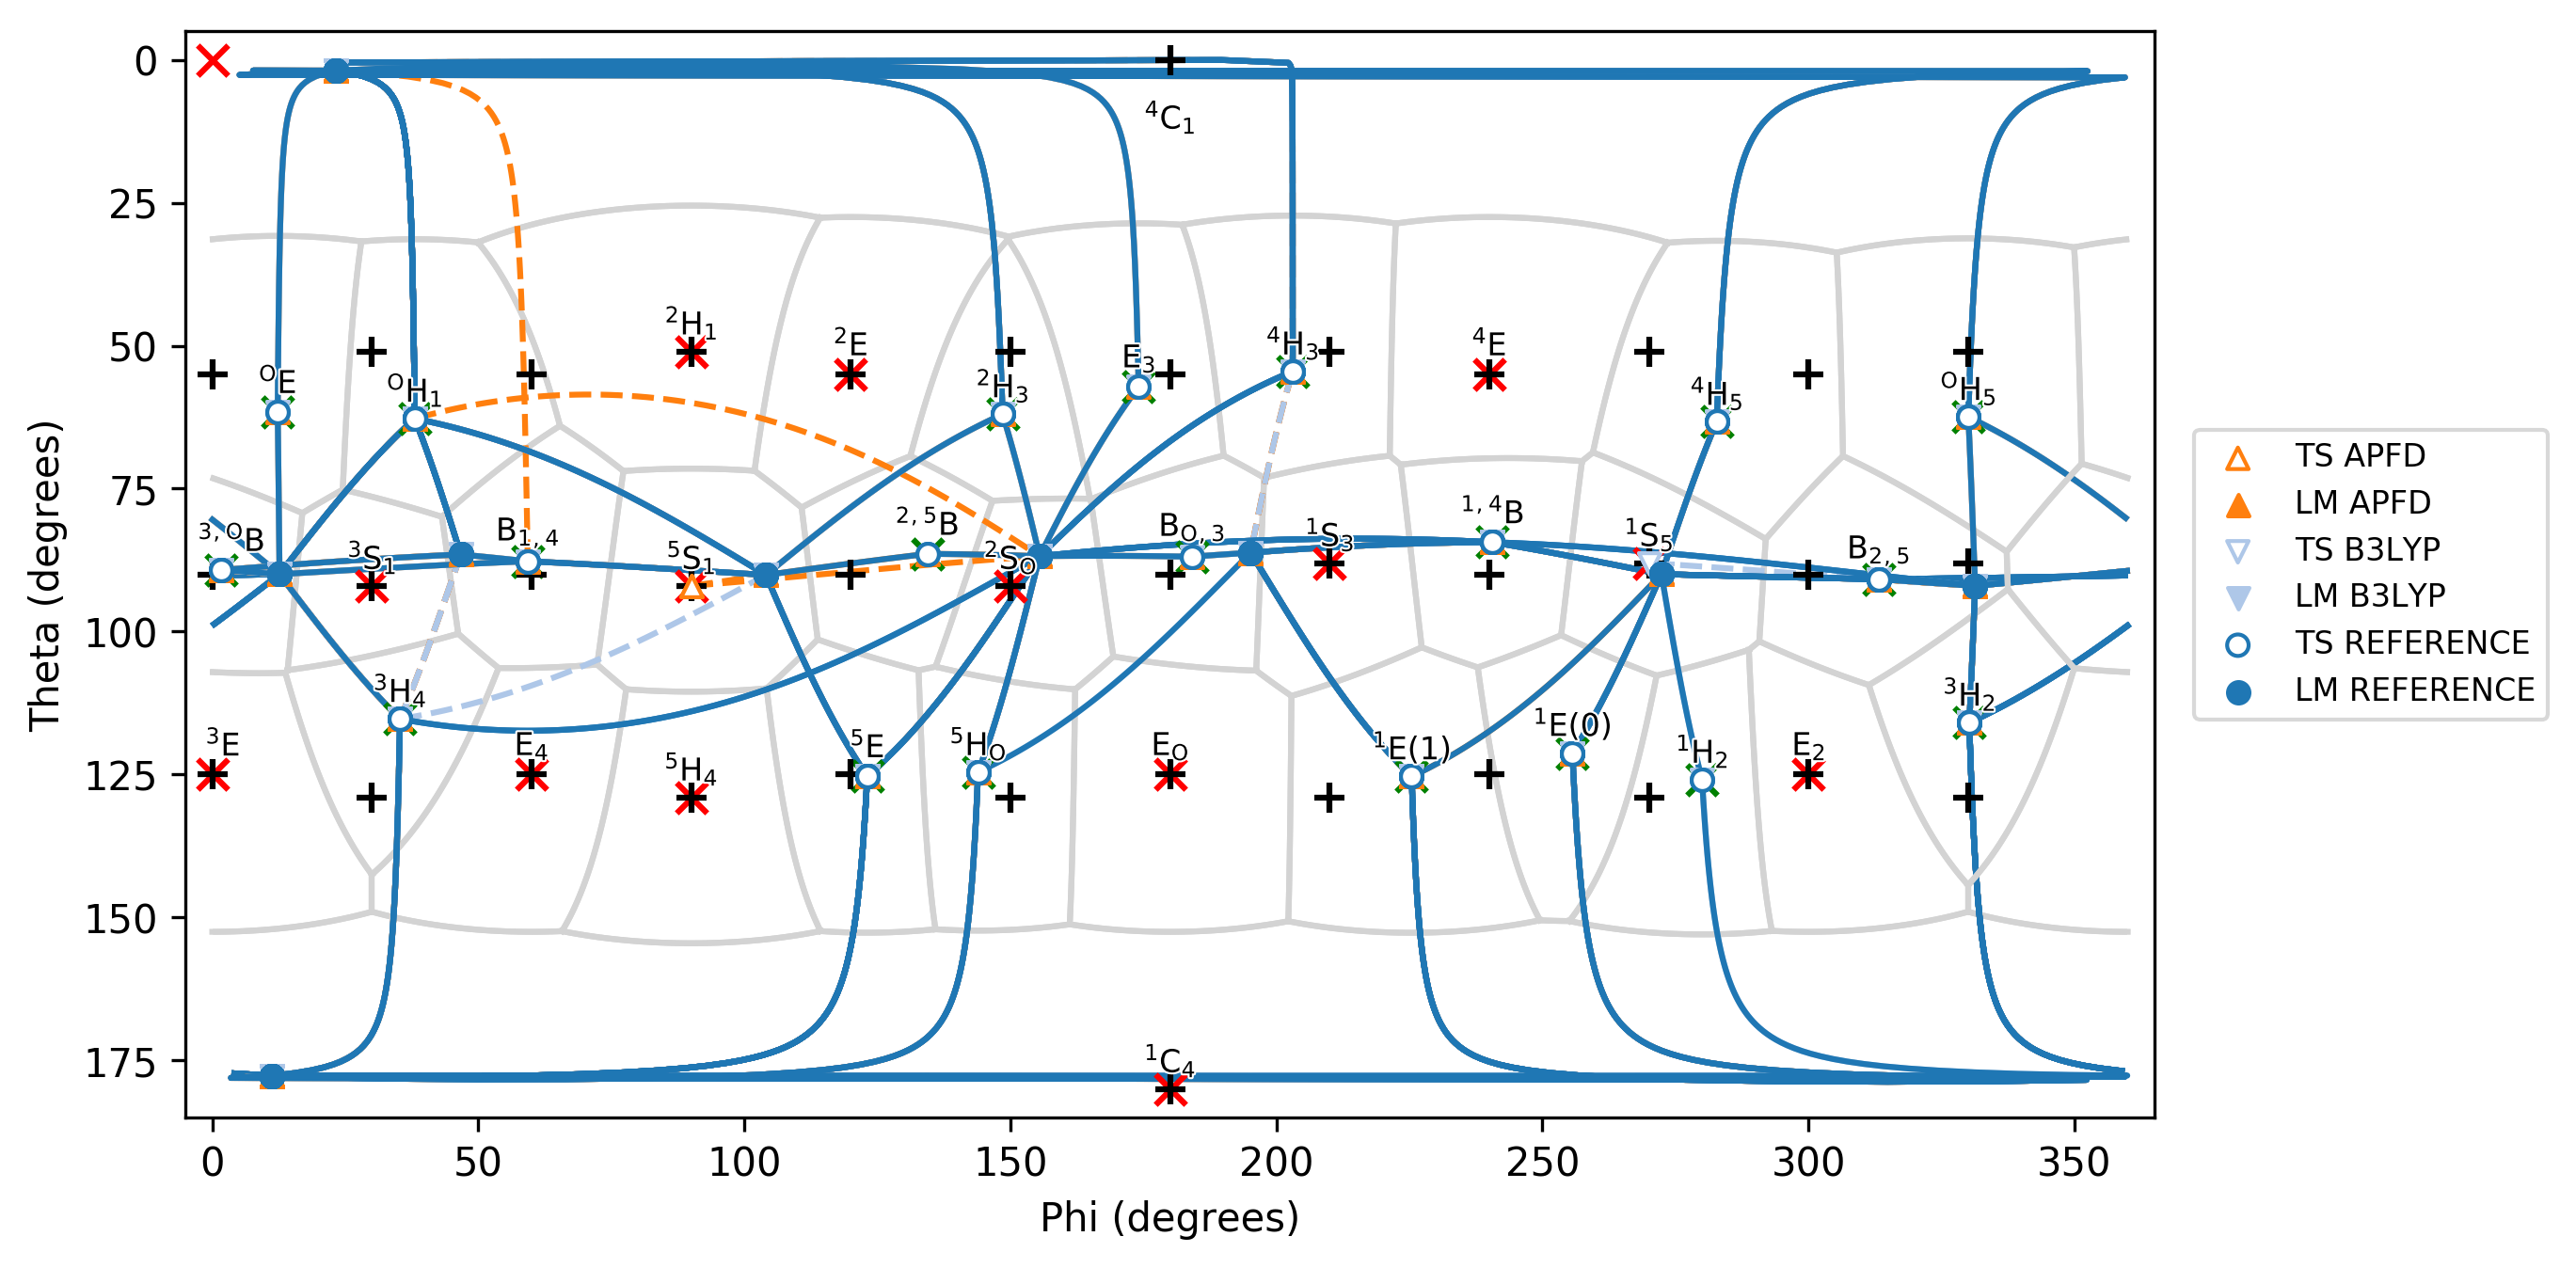 Theta (degrees)
0
25
50
75
100
125
150
175
⁴C₁
²H₁
²E
E₃
⁴H₃
⁴E
ᴼE
ᴼH₁
²H₃
⁴H₅
ᴼH₅
³,ᴼB
³S₁
B₁,₄
⁵S₁
²,⁵B
²Sₒ
Bₒ,₃
¹S₃
¹,⁴B
¹S₅
B₂,₅
³H₄
³H₂
³E
E₄
⁵H₄
⁵E
⁵Hₒ
Eₒ
¹E(1)
¹E(0)
¹H₂
E₂
¹C₄
0 50 100 150 200 250 300 350
Phi (degrees)
TS APFD
LM APFD
TS B3LYP
LM B3LYP
TS REFERENCE
LM REFERENCE